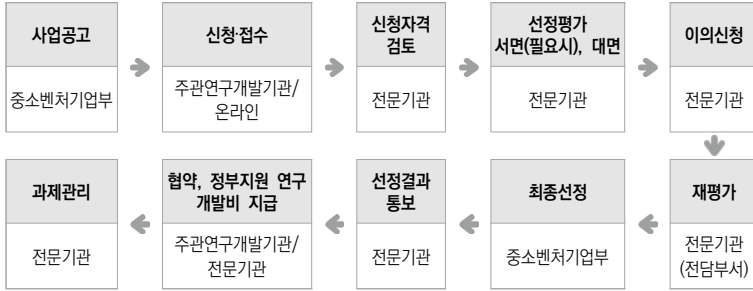 사업공고
중소벤처기업부
신청·접수
주관연구개발기관/
온라인
신청자격
검토
전문기관
선정평가
서면(필요시), 대면
전문기관
이의신청
전문기관
재평가
전문기관
(전담부서)
최종선정
중소벤처기업부
선정결과
통보
전문기관
협약, 정부지원 연구
개발비 지급
주관연구개발기관/
전문기관
과제관리
전문기관